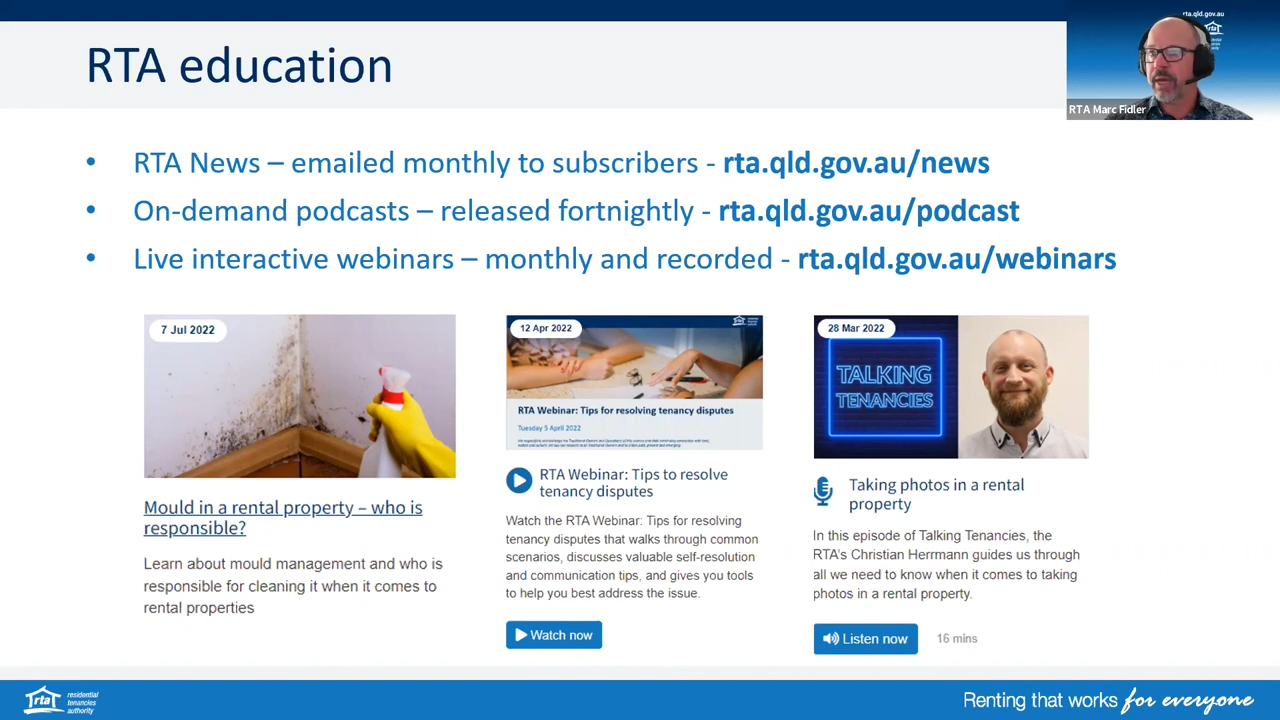 rta.qld.gov.au
RTA education
RTA Marc Fidler
• RTA News – emailed monthly to subscribers - rta.qld.gov.au/news
• On-demand podcasts – released fortnightly - rta.qld.gov.au/podcast
• Live interactive webinars – monthly and recorded - rta.qld.gov.au/webinars
7 Jul 2022
Mould in a rental property – who is
responsible?
Learn about mould management and who is
responsible for cleaning it when it comes to
rental properties
12 Apr 2022
RTA Webinar: Tips for resolving tenancy disputes
Tuesday 5 April 2022
RTA Webinar: Tips to resolve
tenancy disputes
Watch the RTA Webinar: Tips for resolving
tenancy disputes that walks through common
scenarios, discusses valuable self-resolution
and communication tips, and gives you tools
to help you best address the issue.
Watch now
28 Mar 2022
TALKING
TENANCIES
Taking photos in a rental
property
In this episode of Talking Tenancies, the
RTA's Christian Herrmann guides us through
all we need to know when it comes to taking
photos in a rental property.
Listen now 16 mins
rta
residential
tenancies
authority
Renting that works for everyone